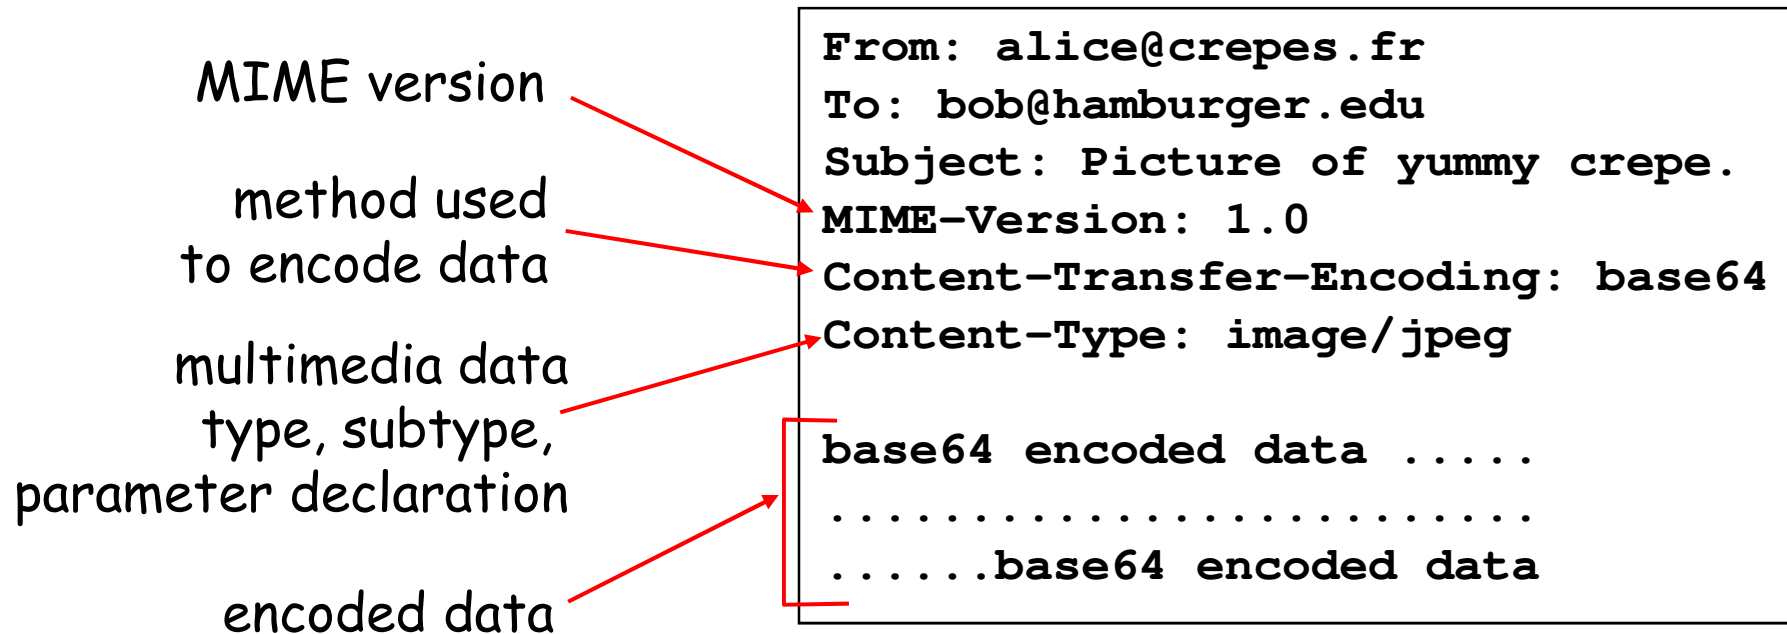 MIME version
method used
to encode data
multimedia data
type, subtype,
parameter declaration
encoded data
From: alice@crepes.fr
To: bob@hamburger.edu
Subject: Picture of yummy crepe.
MIME-Version: 1.0
Content-Transfer-Encoding: base64
Content-Type: image/jpeg
base64 encoded data .....
.........................
......base64 encoded data